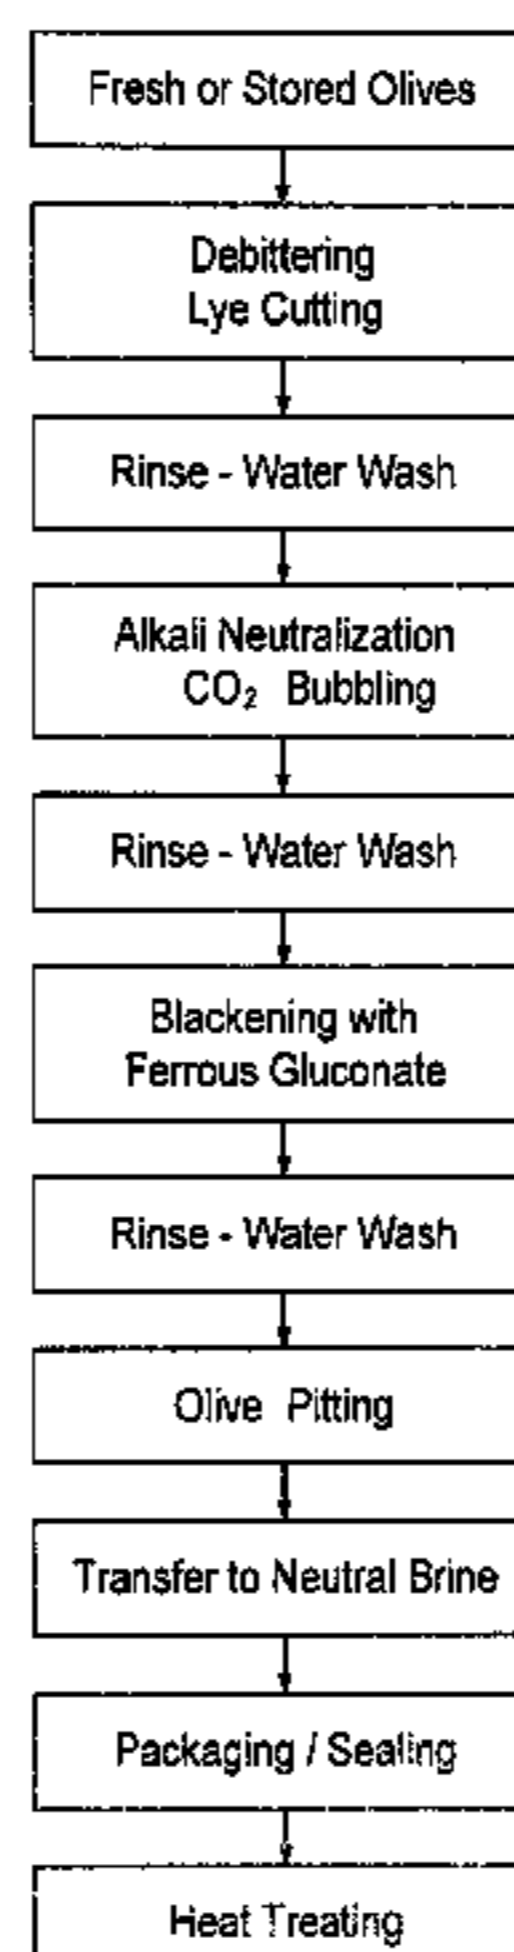 Fresh or Stored Olives
Debittering
Lye Cutting
Rinse - Water Wash
Alkali Neutralization
CO₂ Bubbling
Rinse - Water Wash
Blackening with
Ferrous Gluconate
Rinse - Water Wash
Olive Pitting
Transfer to Neutral Brine
Packaging / Sealing
Heat Treating